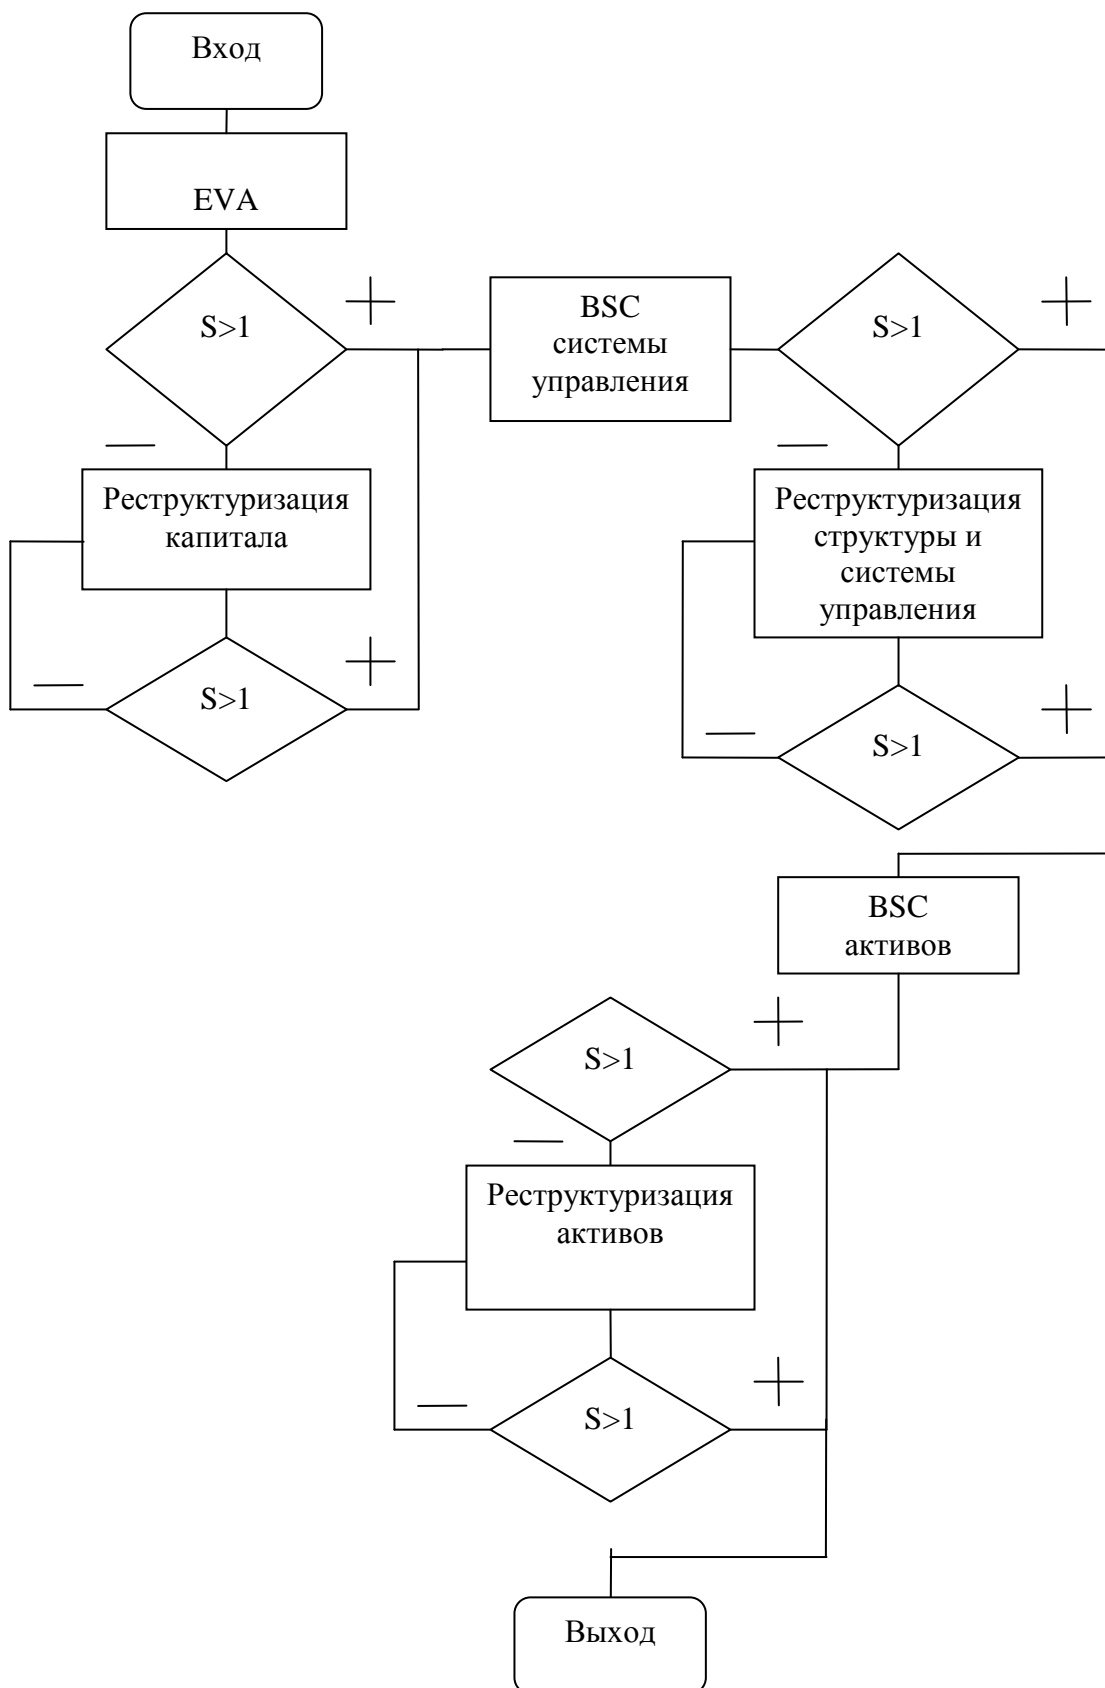 Вход
EVA
S>1
+
BSC
системы
управления
S>1
+
—
Реструктуризация
капитала
—
Реструктуризация
структуры и
системы
управления
S>1
+
—
S>1
+
—
BSC
активов
S>1
+
—
Реструктуризация
активов
S>1
+
—
Выход